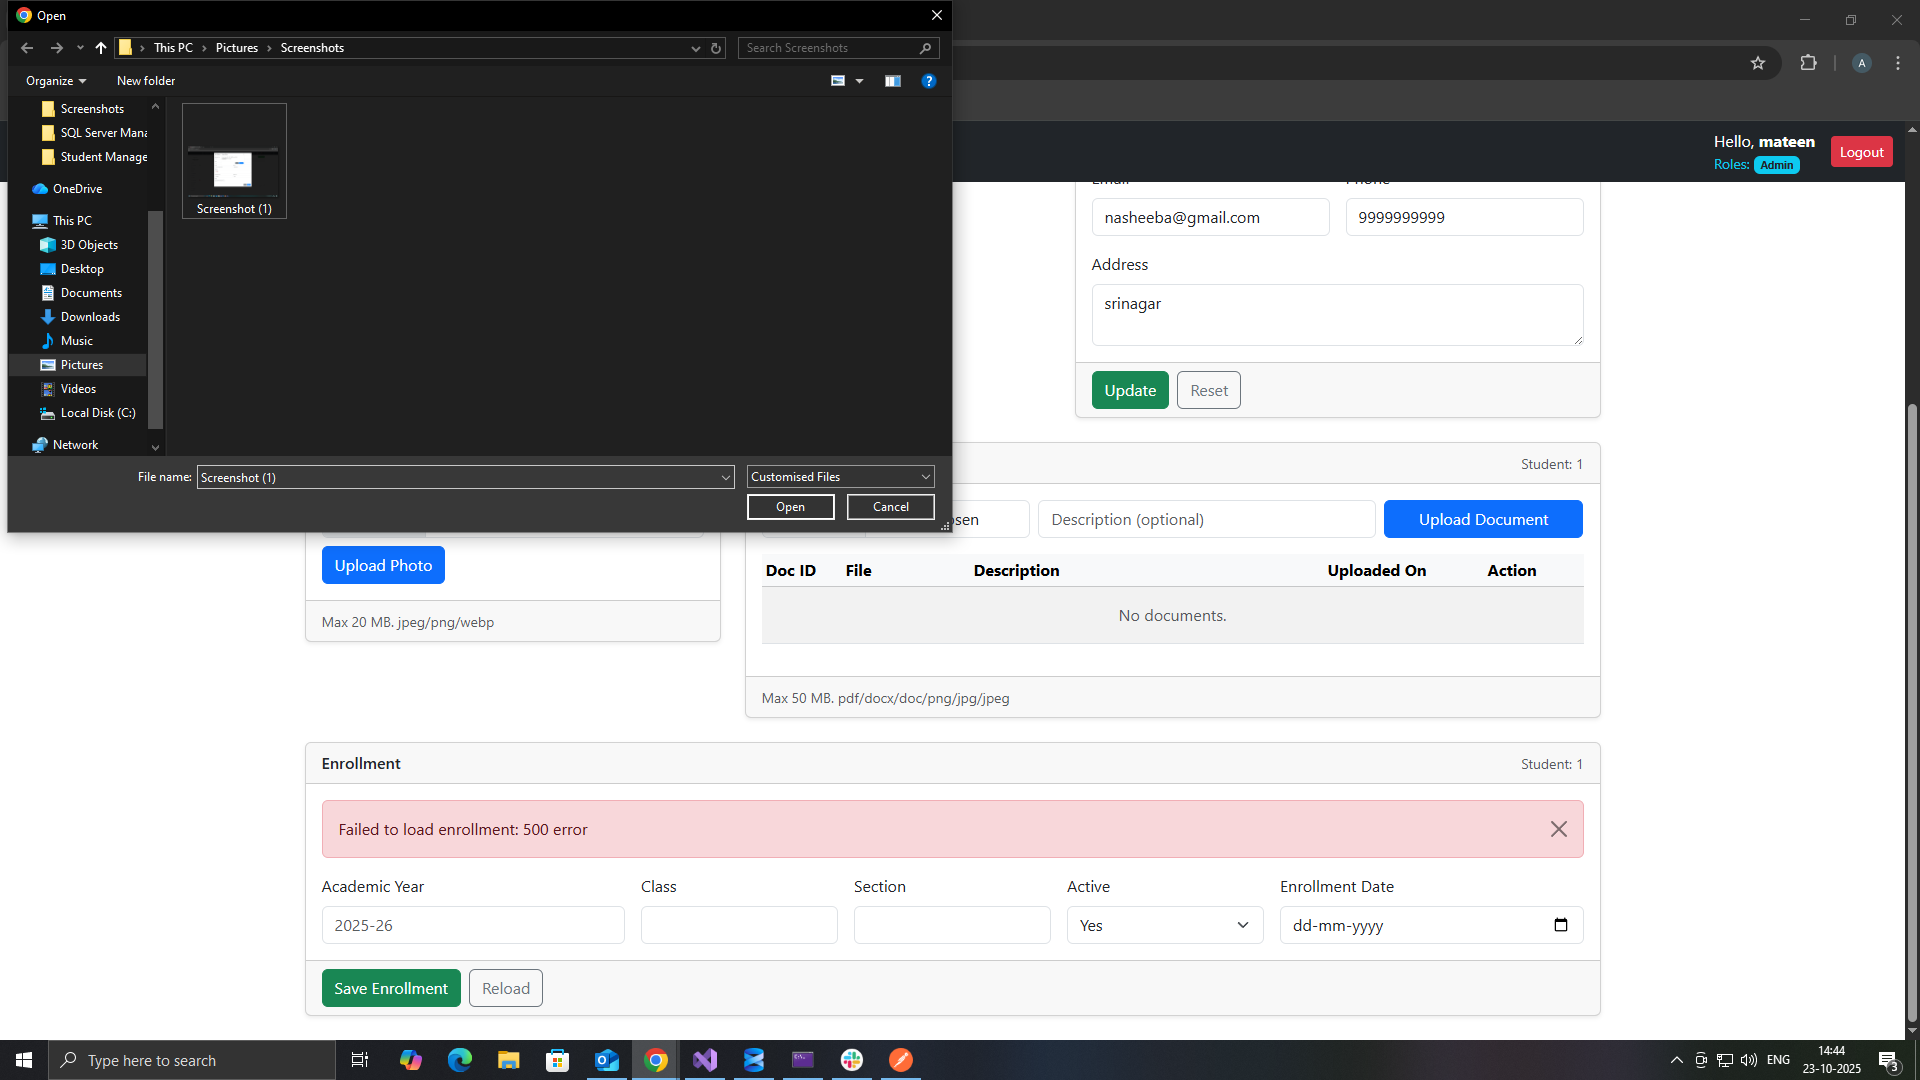 Open
This PC
Pictures
Screenshots
Search Screenshots
Organize
New folder
Screenshots
SQL Server Mana
Student Manage
OneDrive
This PC
3D Objects
Desktop
Documents
Downloads
Music
Pictures
Videos
Local Disk (C:)
Network
Screenshot (1)
File name:
Screenshot (1)
Customised Files
Open
Cancel
A
Hello, mateen
Roles: Admin
Logout
nasheeba@gmail.com
9999999999
Address
srinagar
Update
Reset
Student: 1
Description (optional)
Upload Document
Upload Photo
Max 20 MB. jpeg/png/webp
Doc ID File Description Uploaded On Action
No documents.
Max 50 MB. pdf/docx/doc/png/jpg/jpeg
Enrollment
Student: 1
Failed to load enrollment: 500 error
Academic Year Class Section Active Enrollment Date
2025-26
Yes
dd-mm-yyyy
Save Enrollment
Reload
Type here to search
ENG
14:44
23-10-2025
3